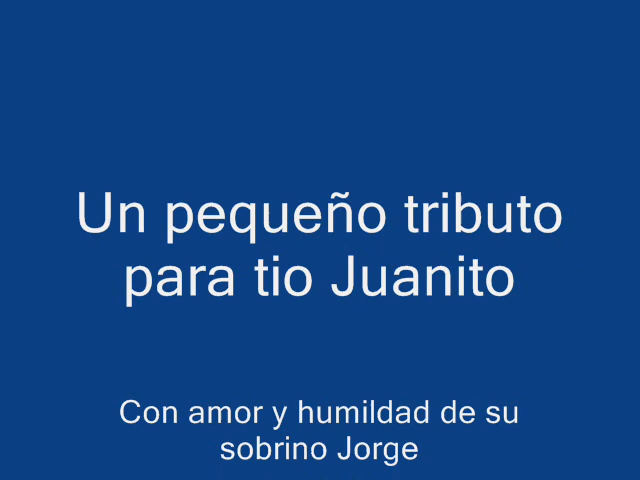 Un pequeño tributo
para tio Juanito
Con amor y humildad de su
sobrino Jorge